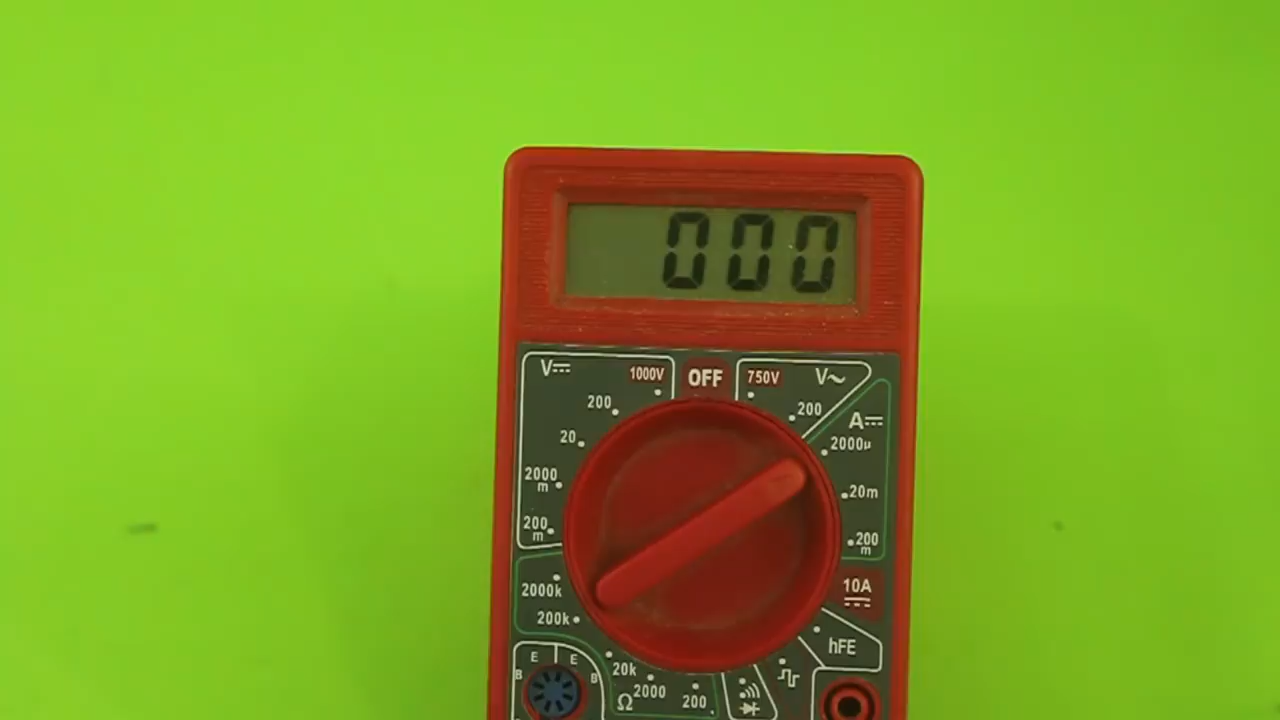 000
V⎓ 1000V OFF 750V V~
200 200 A⎓
20 2000µ
2000 m 20m
200 m 200 m
2000k 10A
200k hFE
E E 20k
B B Ω 2000 200